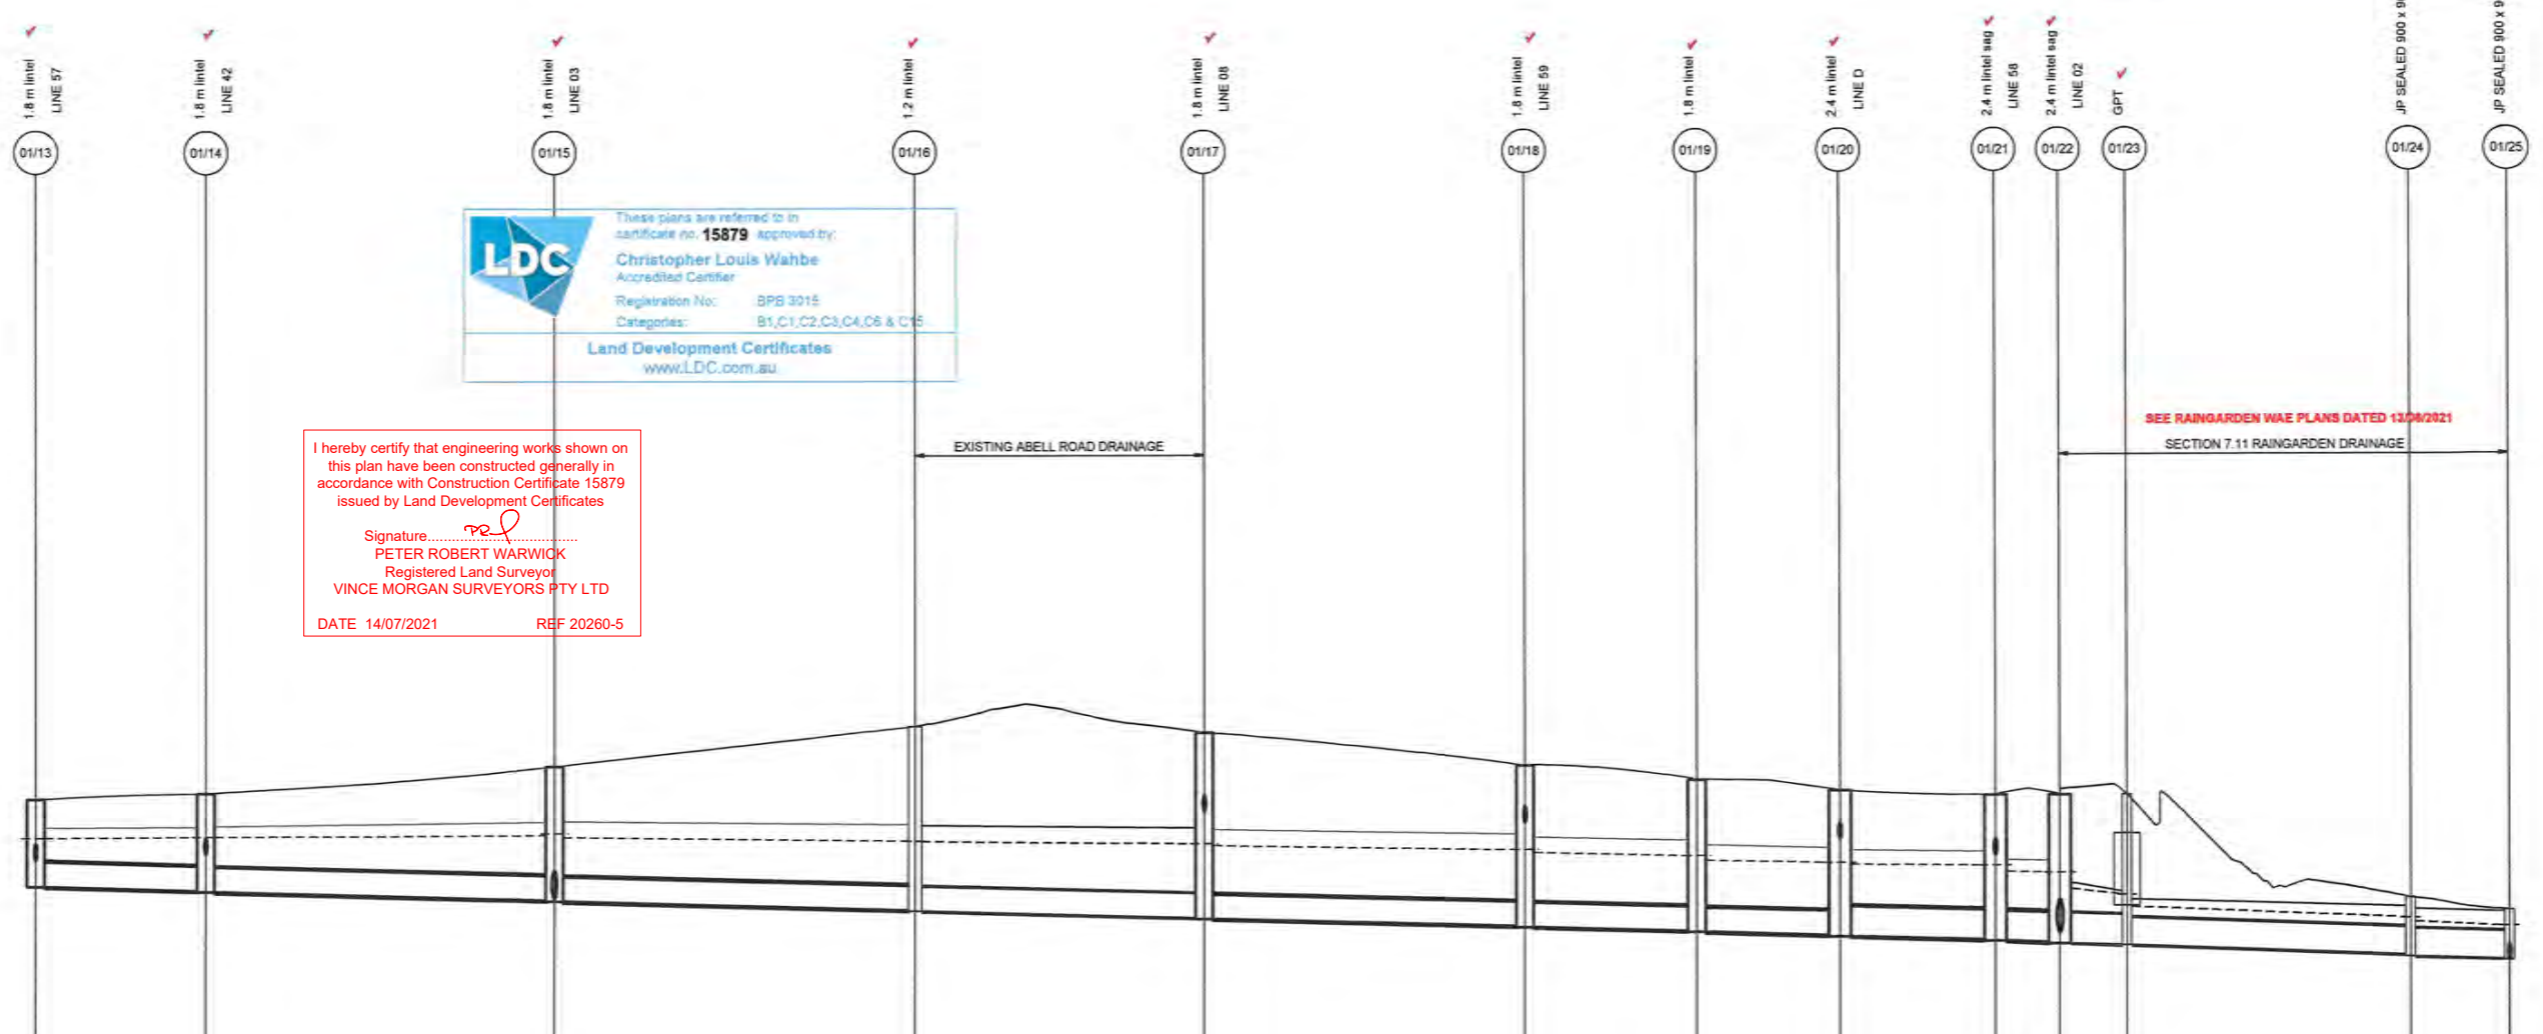 1.8 m lintel
LINE 57
1.8 m lintel
LINE 42
1.8 m lintel
LINE 03
1.2 m lintel
1.8 m lintel
LINE 08
1.8 m lintel
LINE 59
1.8 m lintel
2.4 m lintel
LINE D
2.4 m lintel sag
LINE 58
2.4 m lintel sag
LINE 02
GPT
JP SEALED 900 x
JP SEALED 900 x
01/13
01/14
01/15
01/16
01/17
01/18
01/19
01/20
01/21
01/22
01/23
01/24
01/25
LDC
These plans are referred to in
certificate no. 15879 approved by:
Christopher Louis Wahbe
Accredited Certifier
Registration No: BPB 3015
Categories: B1,C1,C2,C3,C4,C6 & C15
Land Development Certificates
www.LDC.com.au
I hereby certify that engineering works shown on
this plan have been constructed generally in
accordance with Construction Certificate 15879
issued by Land Development Certificates
Signature
PETER ROBERT WARWICK
Registered Land Surveyor
VINCE MORGAN SURVEYORS PTY LTD
DATE 14/07/2021 REF 20260-5
EXISTING ABELL ROAD DRAINAGE
SEE RAINGARDEN WAE PLANS DATED
SECTION 7.11 RAINGARDEN DRAINAGE